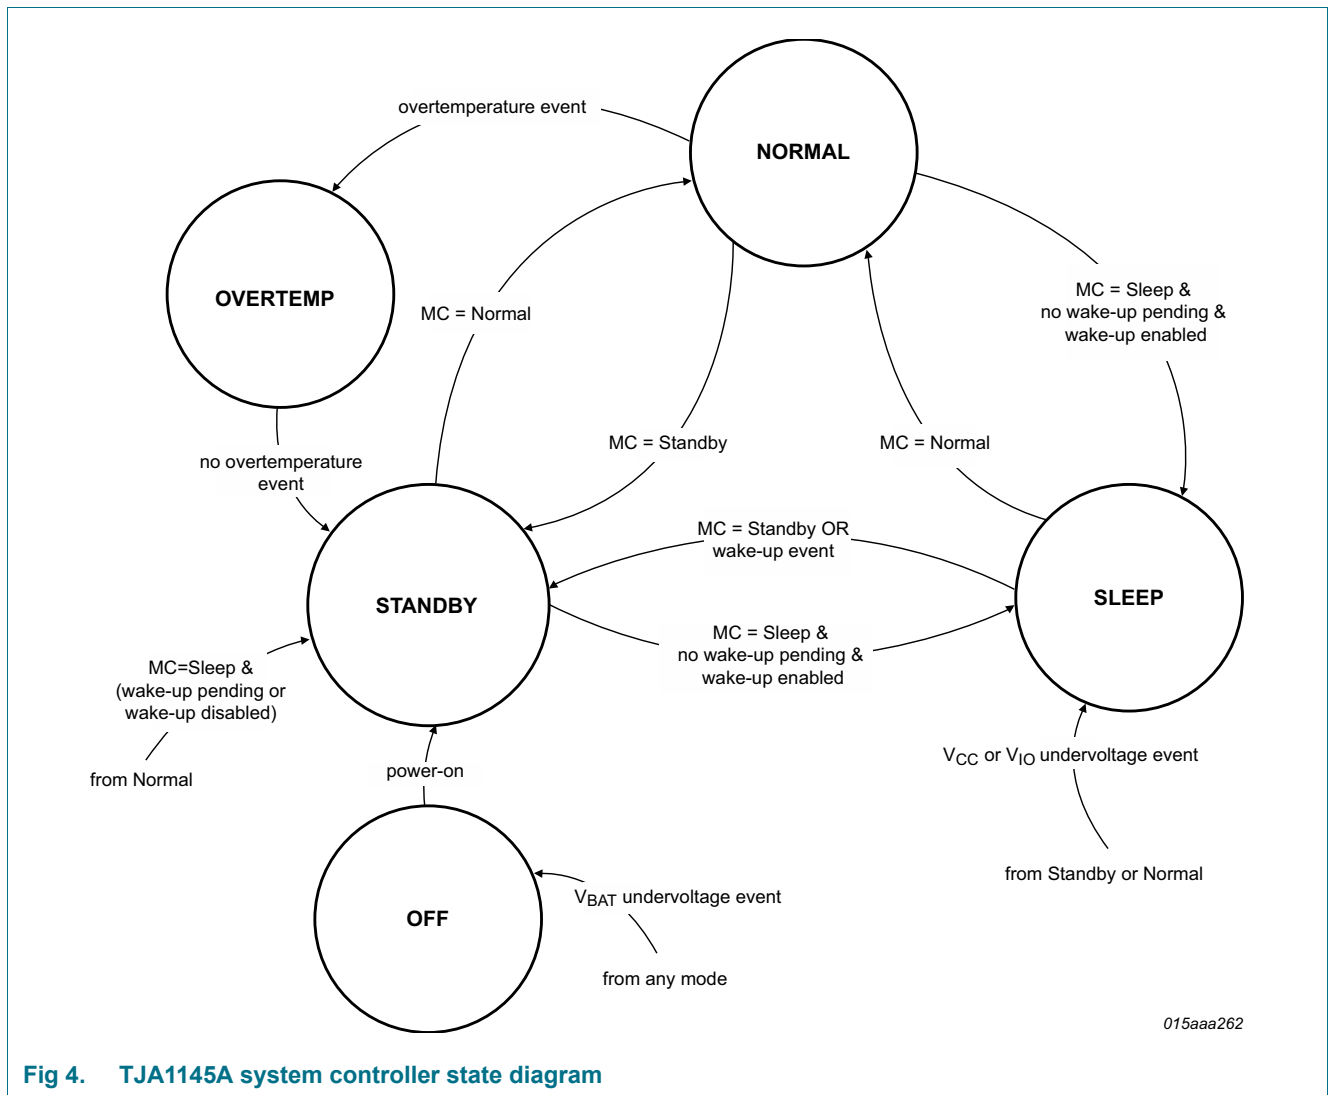 overtemperature event
NORMAL
OVERTEMP
MC = Normal
MC = Sleep &
no wake-up pending &
wake-up enabled
MC = Standby
MC = Normal
no overtemperature
event
MC = Standby OR
wake-up event
STANDBY
SLEEP
MC = Sleep &
no wake-up pending &
wake-up enabled
MC=Sleep &
(wake-up pending or
wake-up disabled)
from Normal
power-on
VCC or VIO undervoltage event
from Standby or Normal
OFF
VBAT undervoltage event
from any mode
015aaa262
Fig 4. TJA1145A system controller state diagram